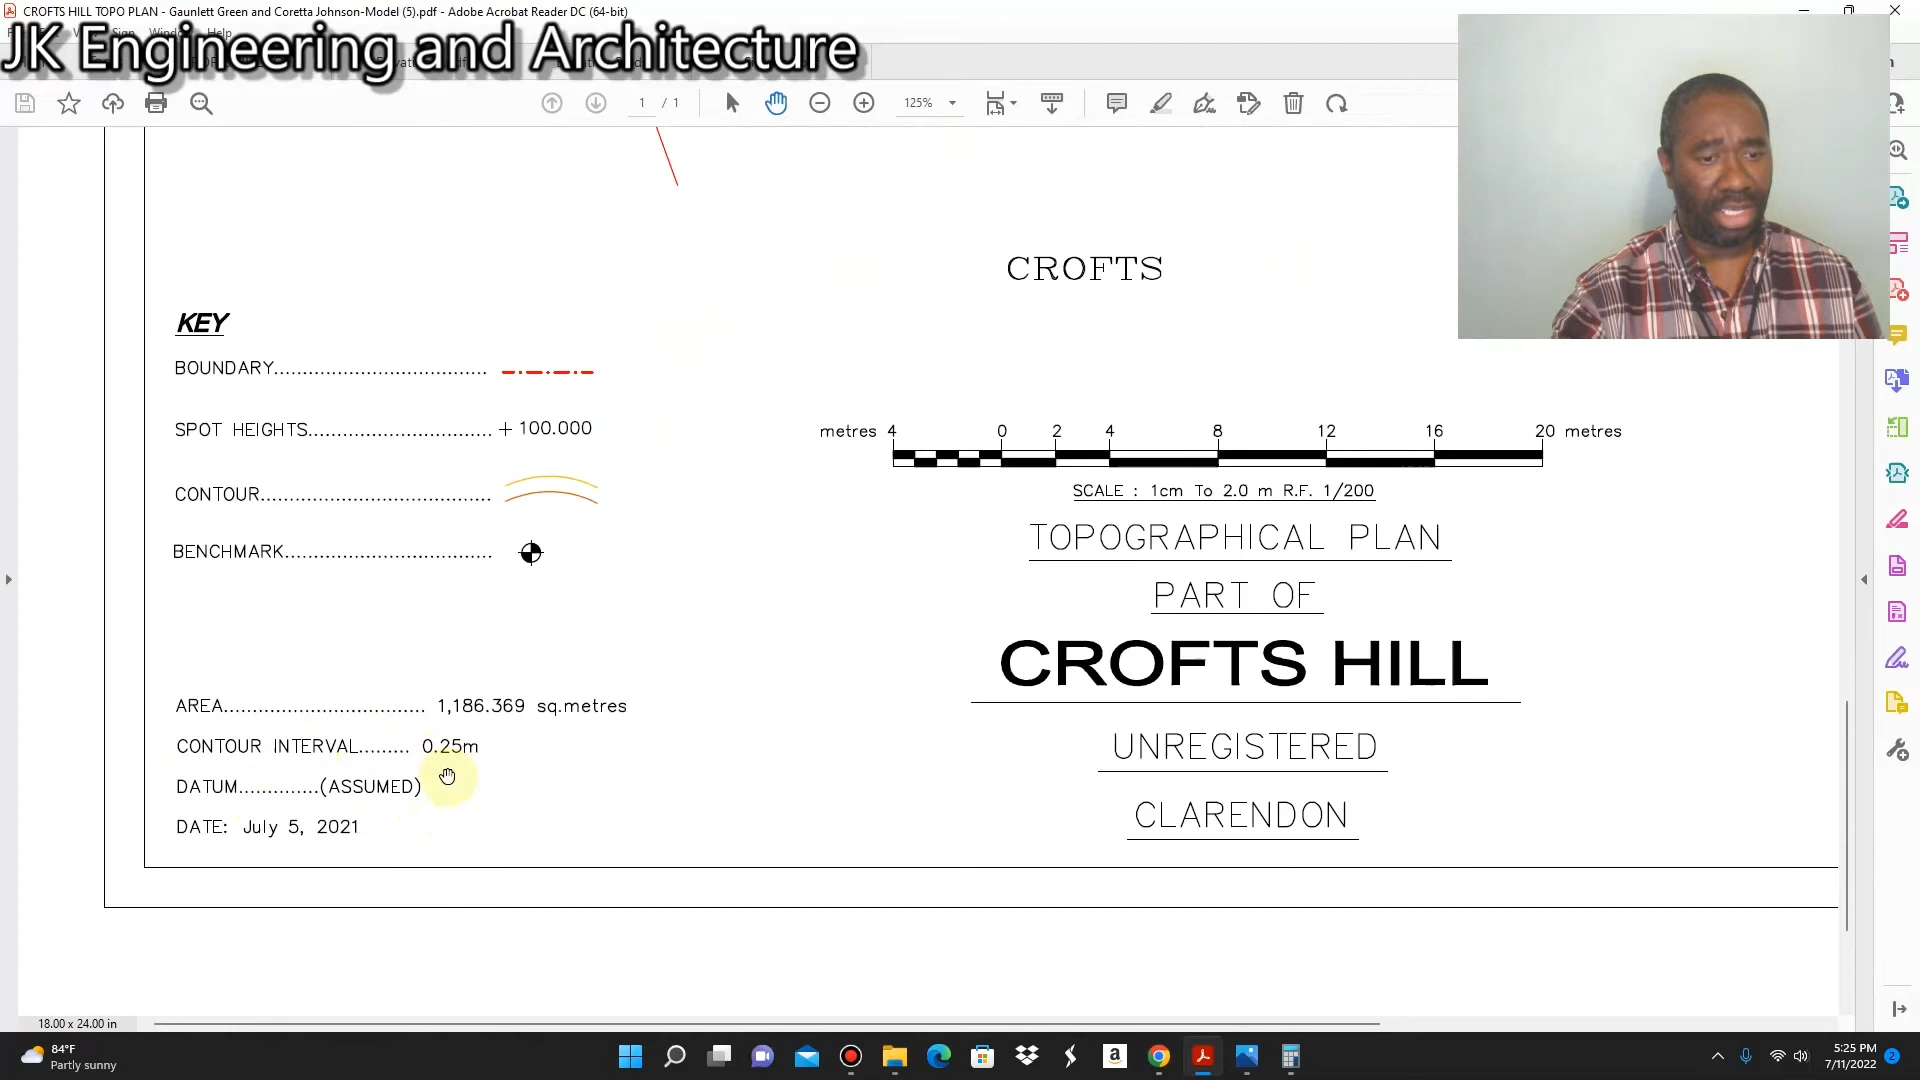 CROFTS HILL TOPO PLAN - Gaunlett Green and Coretta Johnson-Model (5).pdf - Adobe Acrobat Reader DC (64-bit)
Sign Window Help
JK Engineering and Architecture
1 / 1
125%
CROFTS
KEY
BOUNDARY.....................................
SPOT HEIGHTS................................ + 100.000
CONTOUR........................................
BENCHMARK....................................
metres 4 0 2 4 8 12 16 20 metres
SCALE : 1cm To 2.0 m R.F. 1/200
TOPOGRAPHICAL PLAN
PART OF
CROFTS HILL
UNREGISTERED
CLARENDON
AREA................................... 1,186.369 sq.metres
CONTOUR INTERVAL......... 0.25m
DATUM..............(ASSUMED)
DATE: July 5, 2021
18.00 x 24.00 in
84°F
Partly sunny
5:25 PM
7/11/2022
2